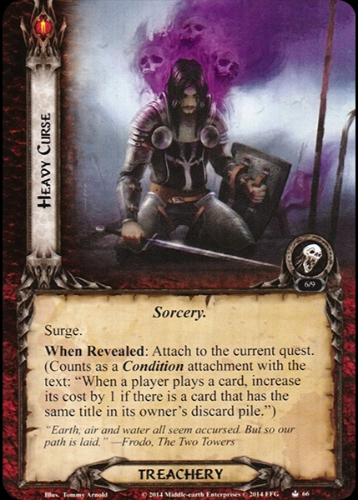 HEAVY CURSE
6/9
Sorcery.
Surge.
When Revealed: Attach to the current quest.
(Counts as a Condition attachment with the
text: “When a player plays a card, increase
its cost by 1 if there is a card that has the
same title in its owner’s discard pile.”)
“Earth, air and water all seem accursed. But so our
path is laid.” —Frodo, The Two Towers
TREACHERY
Illus. Tommy Arnold
© 2014 Middle-earth Enterprises © 2014 FFG
66